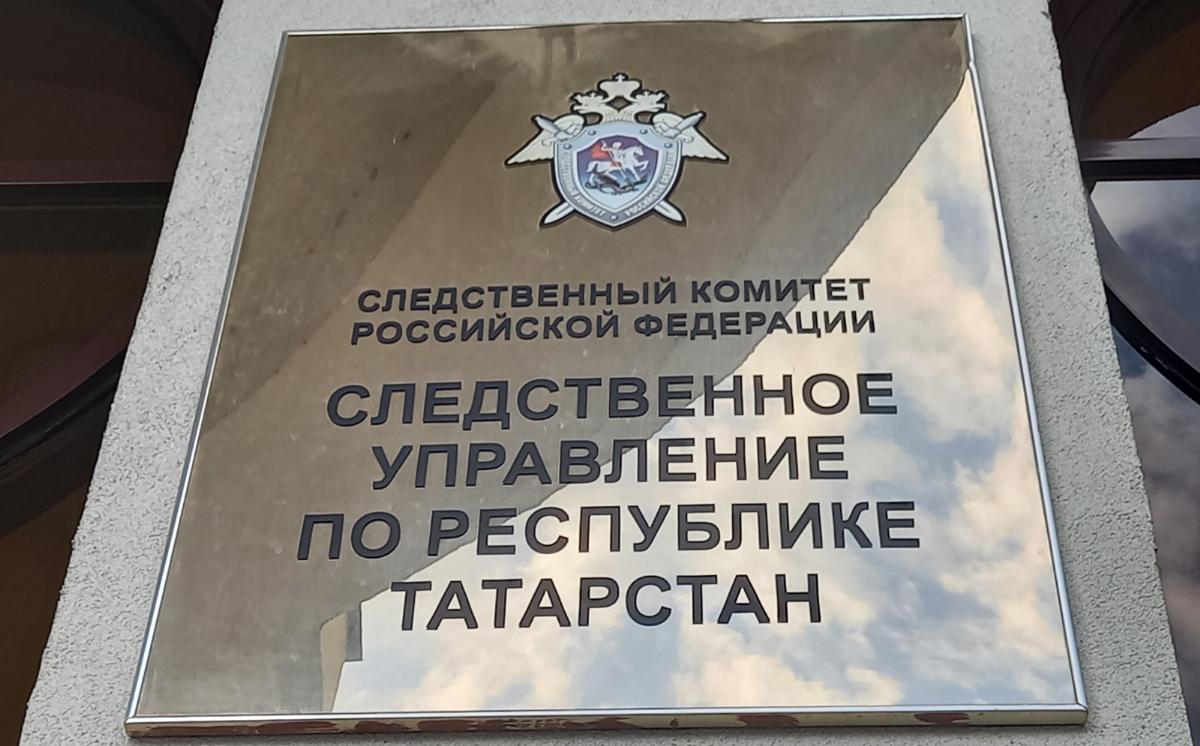 СЛЕДСТВЕННЫЙ КОМИТЕТ
РОССИЙСКОЙ ФЕДЕРАЦИИ
СЛЕДСТВЕННОЕ
УПРАВЛЕНИЕ
ПО РЕСПУБЛИКЕ
ТАТАРСТАН